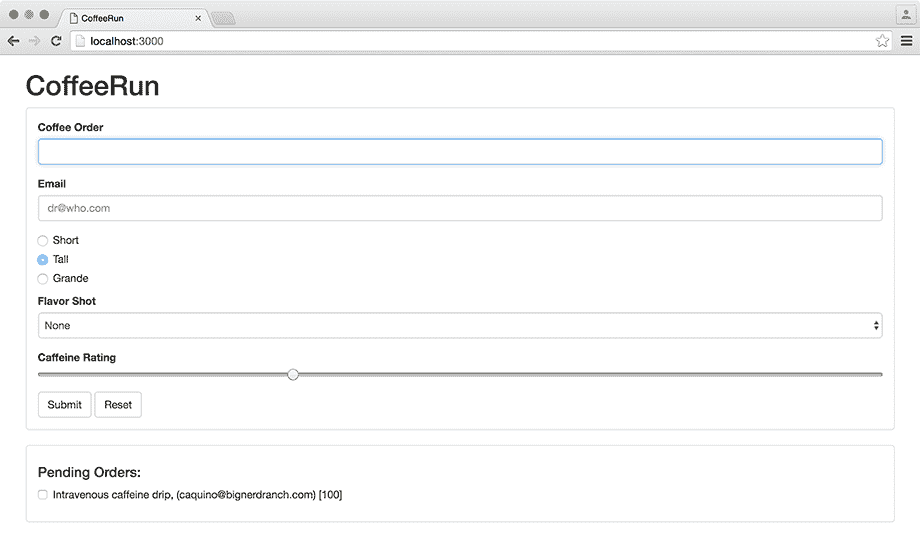 CoffeeRun
localhost:3000
CoffeeRun
Coffee Order
Email
dr@who.com
Short
Tall
Grande
Flavor Shot
None
Caffeine Rating
Submit Reset
Pending Orders:
Intravenous caffeine drip, (caquino@bignerdranch.com) [100]